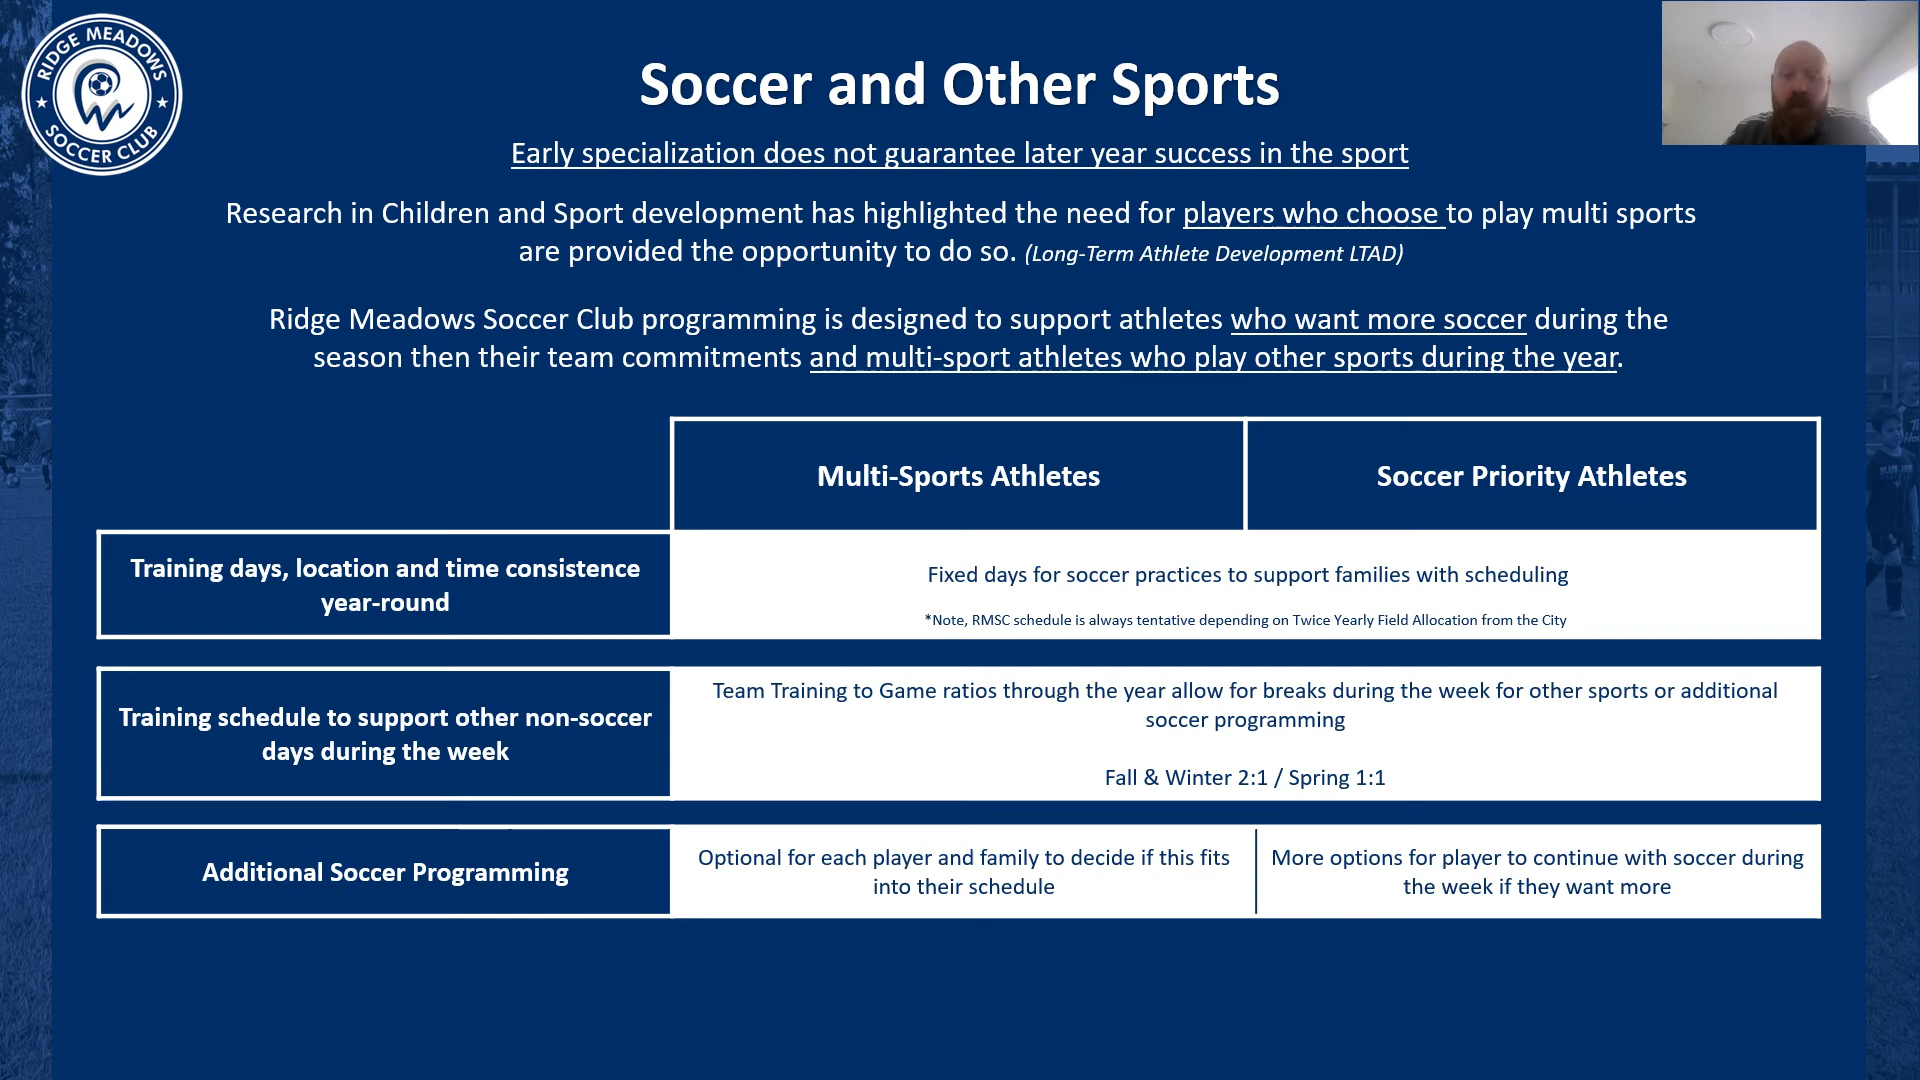 RIDGE MEADOWS
SOCCER CLUB
Soccer and Other Sports
Early specialization does not guarantee later year success in the sport
Research in Children and Sport development has highlighted the need for players who choose to play multi sports
are provided the opportunity to do so. (Long-Term Athlete Development LTAD)
Ridge Meadows Soccer Club programming is designed to support athletes who want more soccer during the
season then their team commitments and multi-sport athletes who play other sports during the year.
Multi-Sports Athletes
Soccer Priority Athletes
Training days, location and time consistence
year-round
Fixed days for soccer practices to support families with scheduling
*Note, RMSC schedule is always tentative depending on Twice Yearly Field Allocation from the City
Training schedule to support other non-soccer
days during the week
Team Training to Game ratios through the year allow for breaks during the week for other sports or additional
soccer programming
Fall & Winter 2:1 / Spring 1:1
Additional Soccer Programming
Optional for each player and family to decide if this fits
into their schedule
More options for player to continue with soccer during
the week if they want more